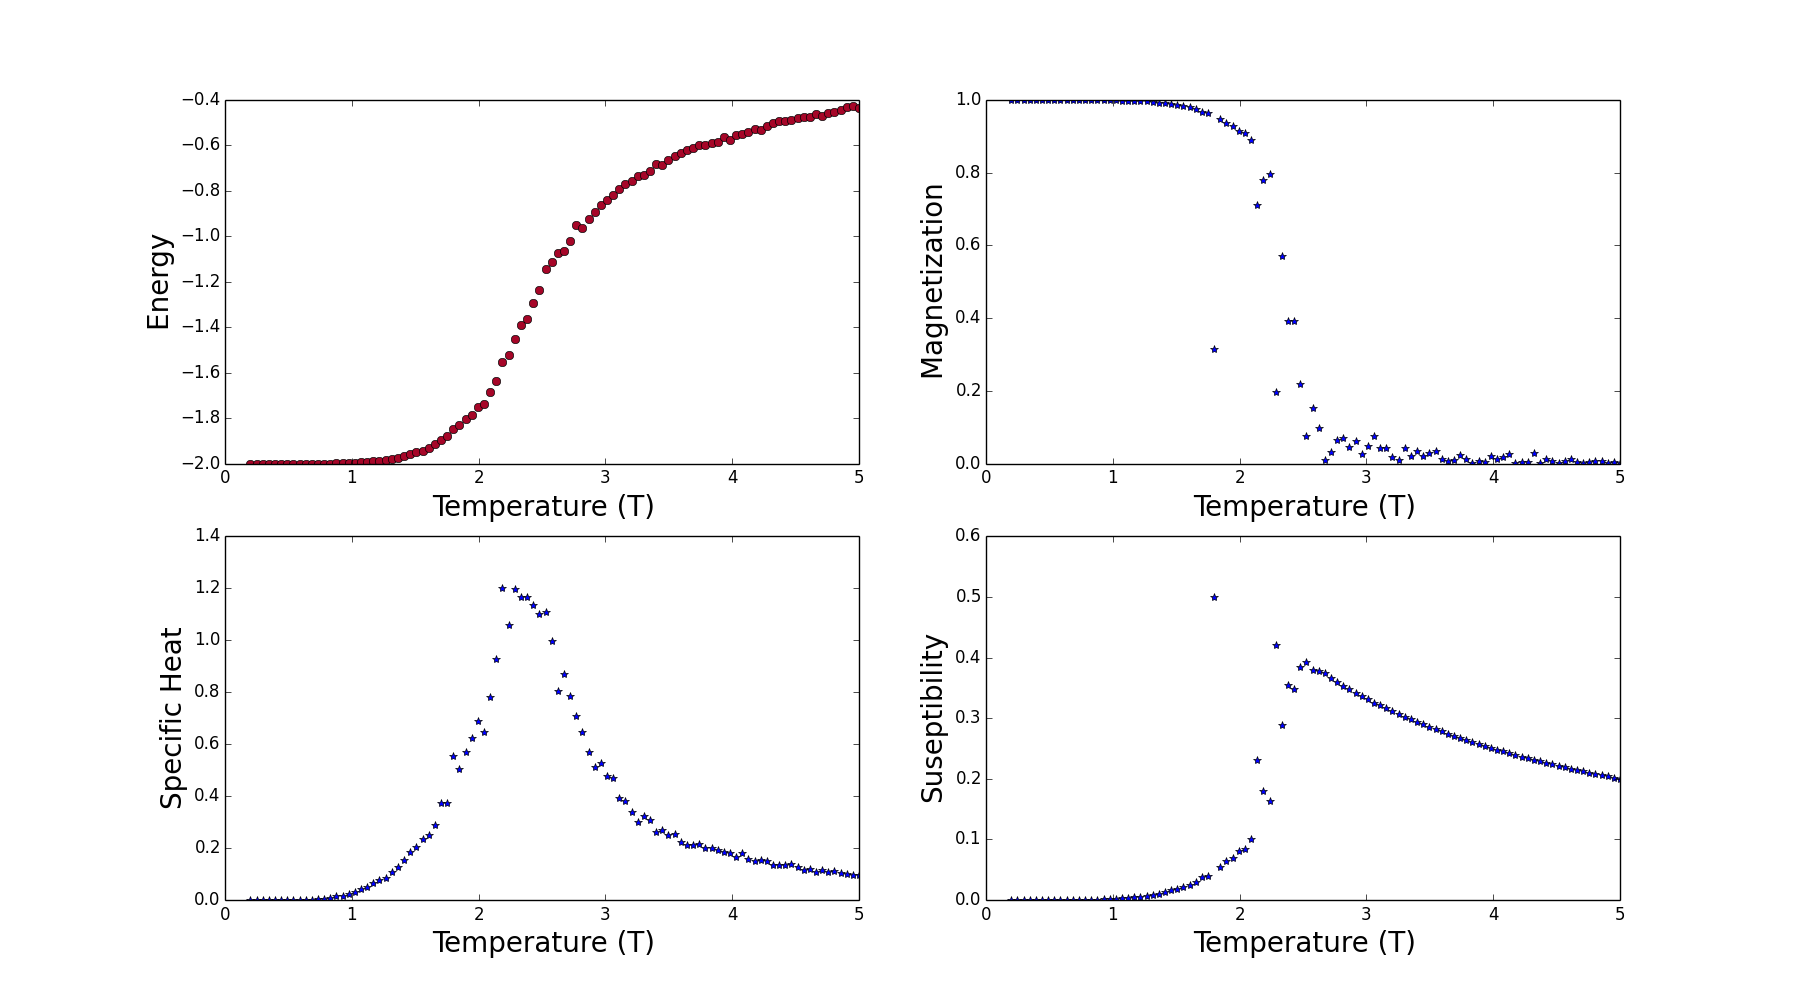 −0.4
−0.6
−0.8
−1.0
−1.2
−1.4
−1.6
−1.8
−2.0
Energy
0 1 2 3 4 5
Temperature (T)
1.0
0.8
0.6
0.4
0.2
0.0
Magnetization
0 1 2 3 4 5
Temperature (T)
1.4
1.2
1.0
0.8
0.6
0.4
0.2
0.0
Specific Heat
0 1 2 3 4 5
Temperature (T)
0.6
0.5
0.4
0.3
0.2
0.1
0.0
Suseptibility
0 1 2 3 4 5
Temperature (T)